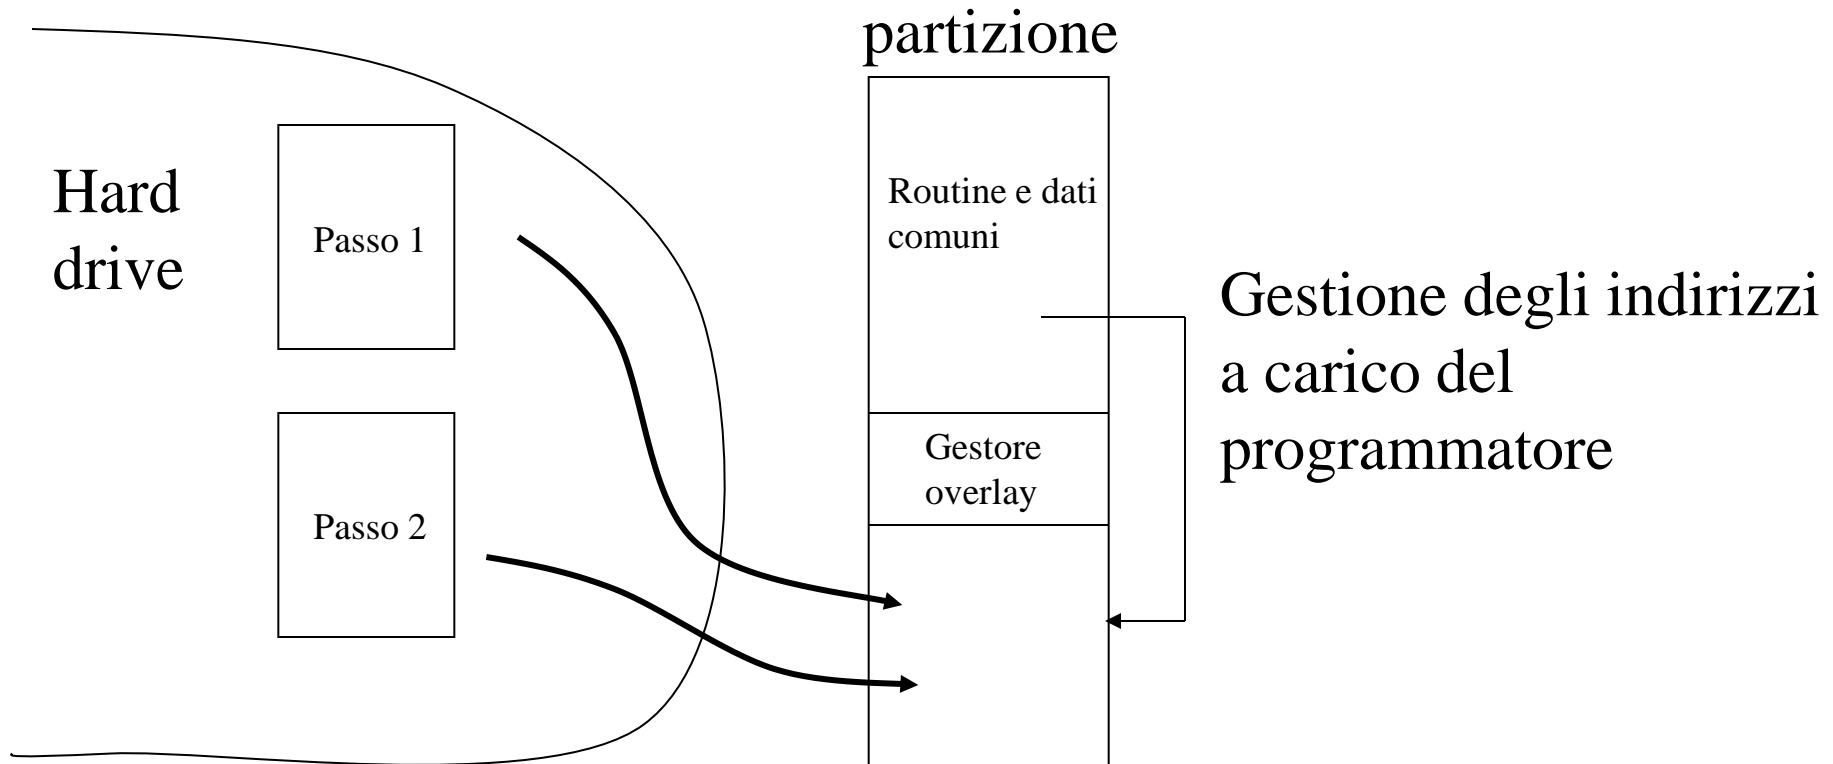 partizione
Hard
drive
Passo 1
Passo 2
Routine e dati
comuni
Gestore
overlay
Gestione degli indirizzi
a carico del
programmatore